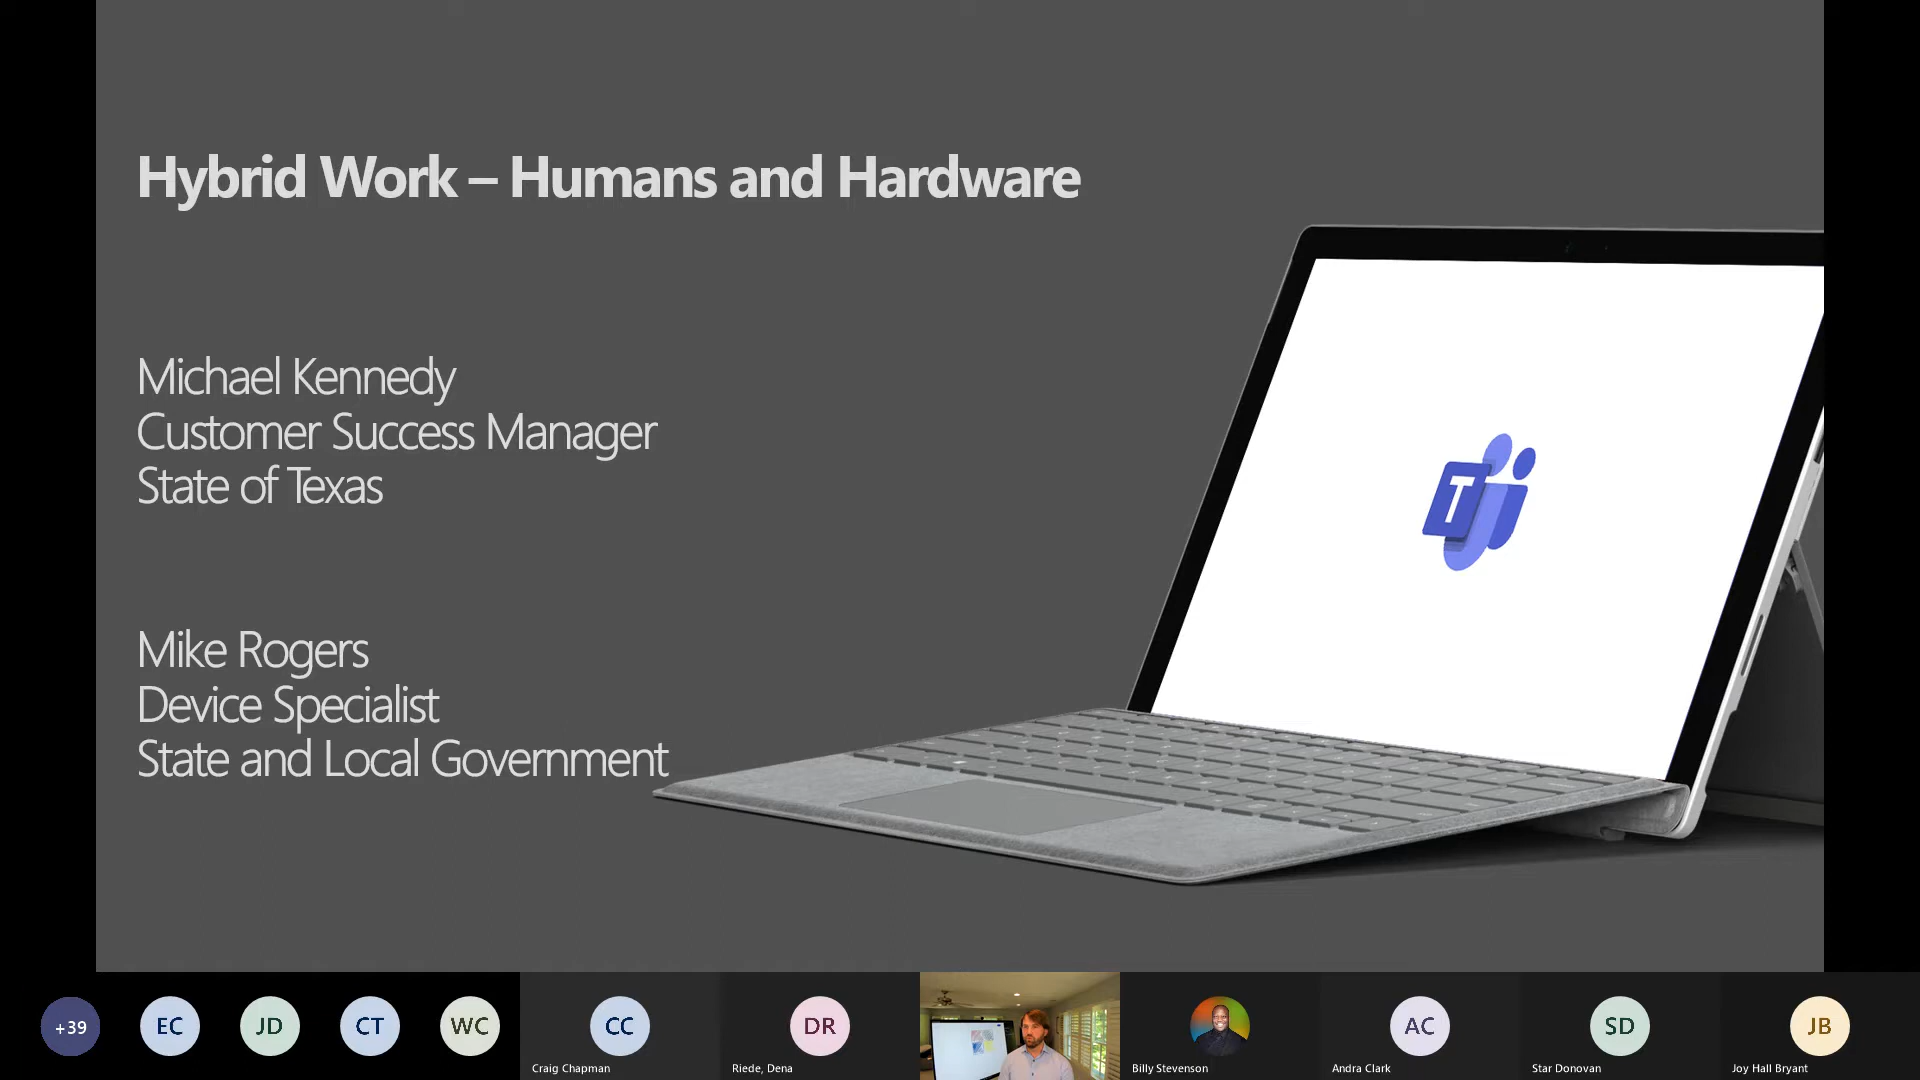 Hybrid Work – Humans and Hardware
Michael Kennedy
Customer Success Manager
State of Texas
Mike Rogers
Device Specialist
State and Local Government
T
+39
EC
JD
CT
WC
CC
Craig Chapman
DR
Riede, Dena
Billy Stevenson
AC
Andra Clark
SD
Star Donovan
JB
Joy Hall Bryant